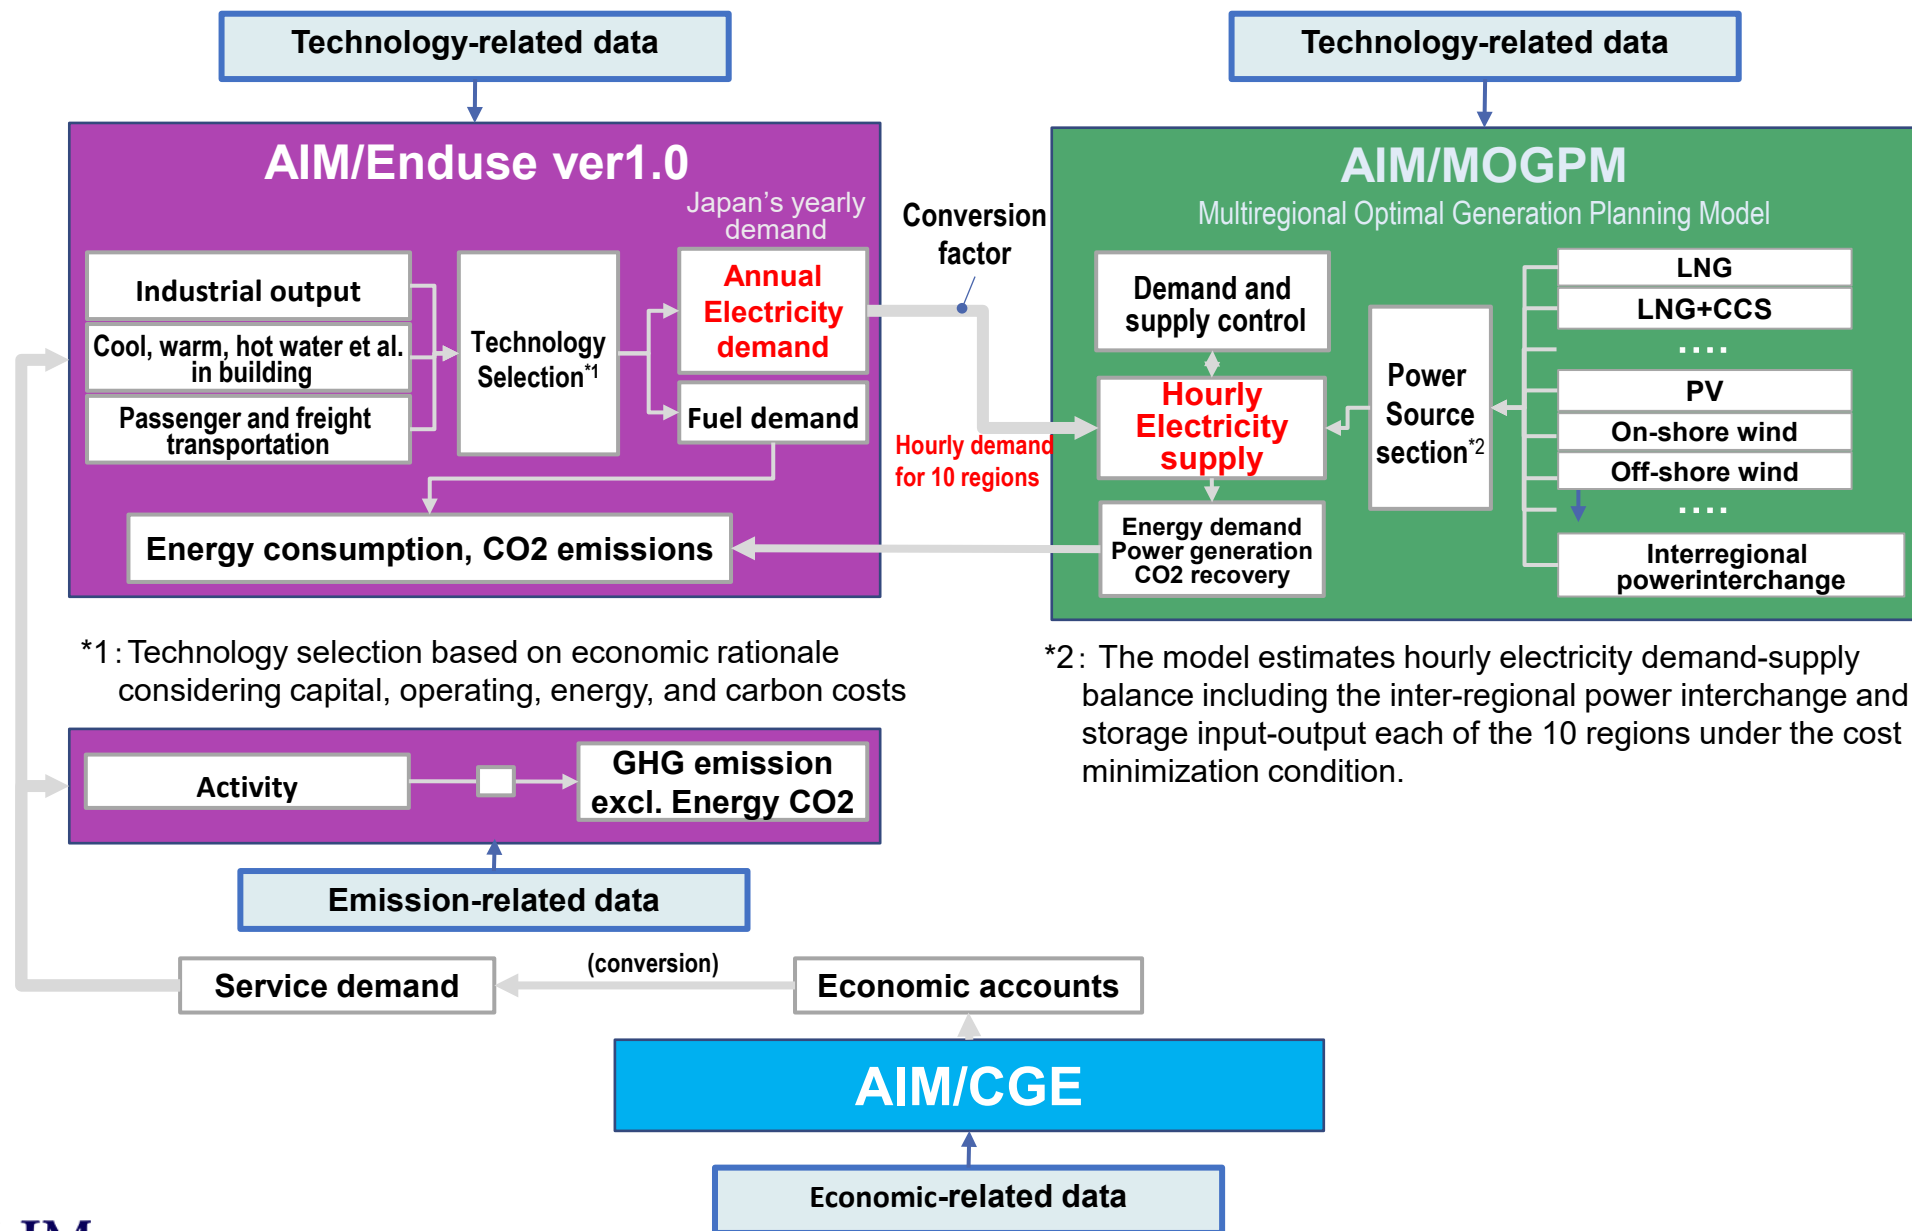 Technology-related data
Technology-related data
AIM/Enduse ver1.0
Japan's yearly
demand
Industrial output
Cool, warm, hot water et al.
in building
Passenger and freight
transportation
Technology
Selection*1
Annual
Electricity
demand
Fuel demand
Energy consumption, CO2 emissions
Conversion
factor
Hourly demand
for 10 regions
AIM/MOGPM
Multiregional Optimal Generation Planning Model
Demand and
supply control
Hourly
Electricity
supply
Energy demand
Power generation
CO2 recovery
Power
Source
section*2
LNG
LNG+CCS
....
PV
On-shore wind
Off-shore wind
....
Interregional
powerinterchange
*1: Technology selection based on economic rationale
considering capital, operating, energy, and carbon costs
*2: The model estimates hourly electricity demand-supply
balance including the inter-regional power interchange and
storage input-output each of the 10 regions under the cost
minimization condition.
Activity
GHG emission
excl. Energy CO2
Emission-related data
Service demand
(conversion)
Economic accounts
AIM/CGE
Economic-related data